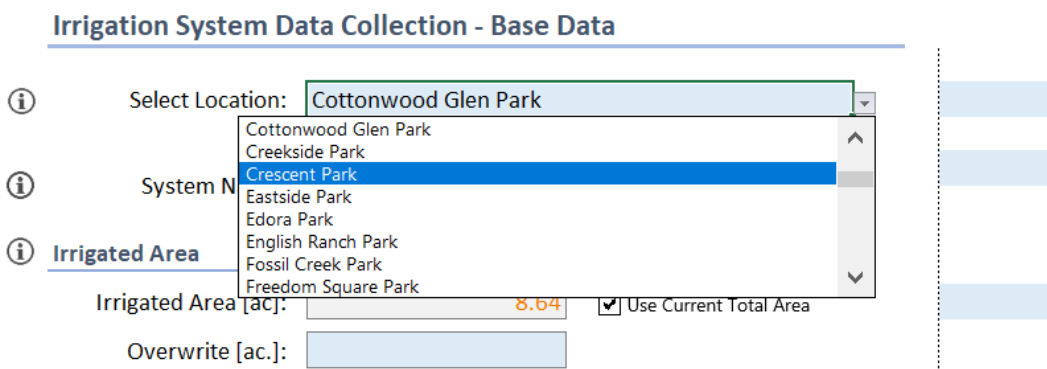 Irrigation System Data Collection - Base Data
Select Location: Cottonwood Glen Park
Cottonwood Glen Park
Creekside Park
Crescent Park
System N
Eastside Park
Edora Park
English Ranch Park
Irrigated Area
Fossil Creek Park
Freedom Square Park
Irrigated Area [ac]: 8.64 Use Current Total Area
Overwrite [ac.]: